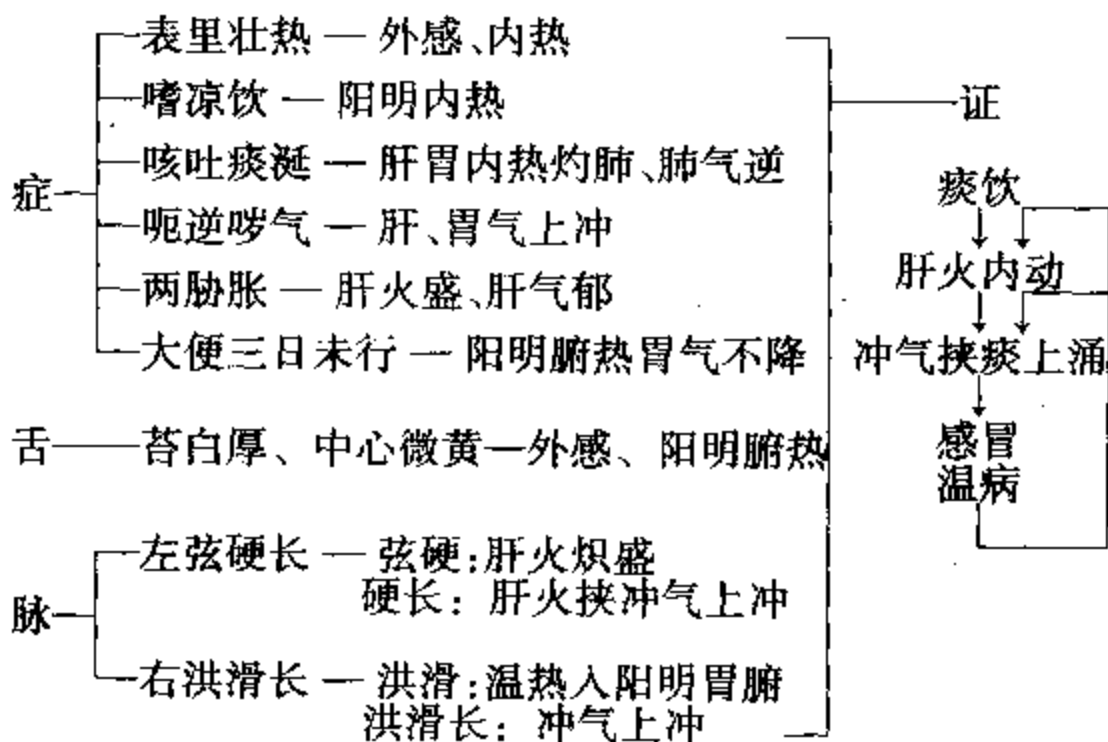 表里壮热 — 外感、内热
嗜凉饮 — 阳明内热
咳吐痰涎 — 肝胆内热灼肺、肺气逆
症
呃逆哕气 — 肝、胃气上冲
两胁胀 — 肝火盛、肝气郁
大便三日未行 — 阳明腑热胃气不降
舌 — 苔白厚、中心微黄 — 外感、阳明腑热
左弦硬长 — 弦硬:肝火炽盛
硬长: 肝火挟冲气上冲
脉
右洪滑长 — 洪滑:温热入阳明胃腑
洪滑长: 冲气上冲
证
痰饮
肝火内动
冲气挟痰上涌
感冒
温病